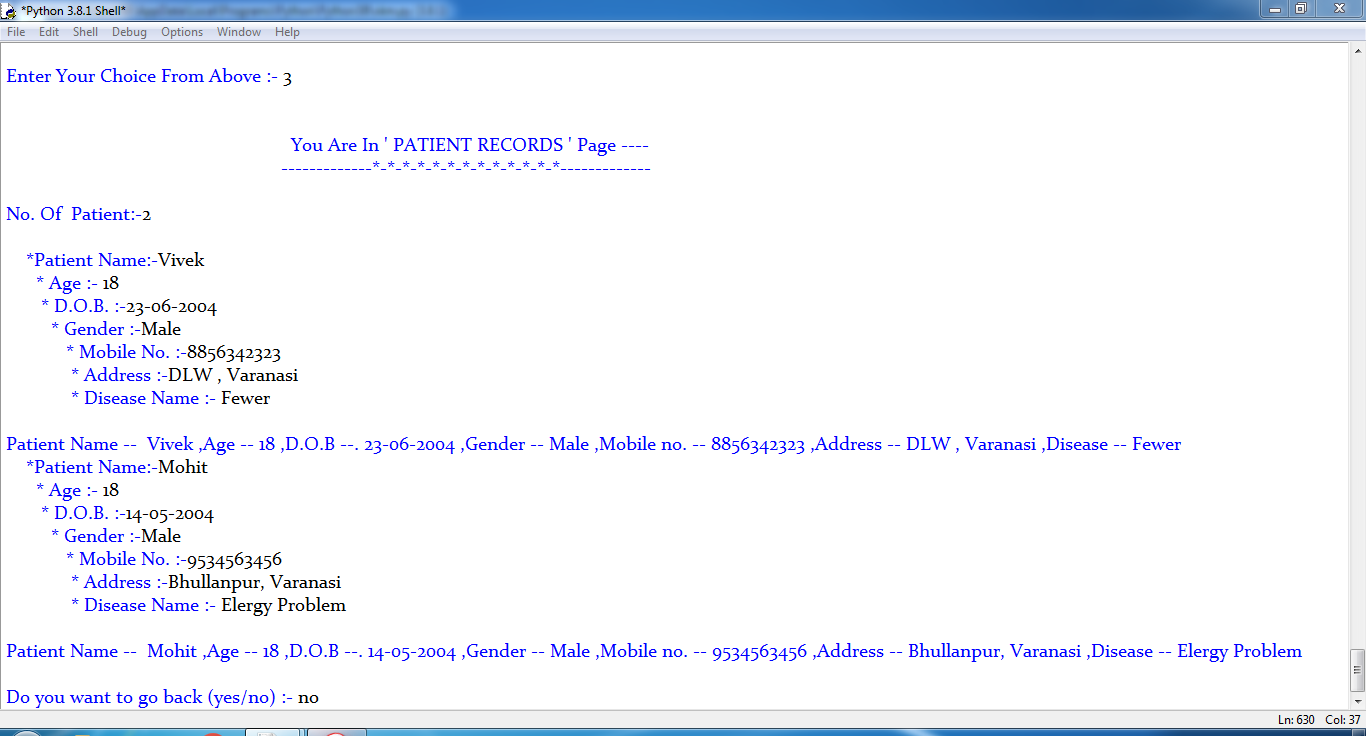 *Python 3.8.1 Shell*
File Edit Shell Debug Options Window Help
Enter Your Choice From Above :- 3
You Are In ' PATIENT RECORDS ' Page ----
-------------*-*-*-*-*-*-*-*-*-*-*-*-*-------------
No. Of  Patient:-2
*Patient Name:-Vivek
* Age :- 18
* D.O.B. :-23-06-2004
* Gender :-Male
* Mobile No. :-8856342323
* Address :-DLW , Varanasi
* Disease Name :- Fewer
Patient Name --  Vivek ,Age -- 18 ,D.O.B --. 23-06-2004 ,Gender -- Male ,Mobile no. -- 8856342323 ,Address -- DLW , Varanasi ,Disease -- Fewer
*Patient Name:-Mohit
* Age :- 18
* D.O.B. :-14-05-2004
* Gender :-Male
* Mobile No. :-9534563456
* Address :-Bhullanpur, Varanasi
* Disease Name :- Elergy Problem
Patient Name --  Mohit ,Age -- 18 ,D.O.B --. 14-05-2004 ,Gender -- Male ,Mobile no. -- 9534563456 ,Address -- Bhullanpur, Varanasi ,Disease -- Elergy Problem
Do you want to go back (yes/no) :- no
Ln: 630 Col: 37